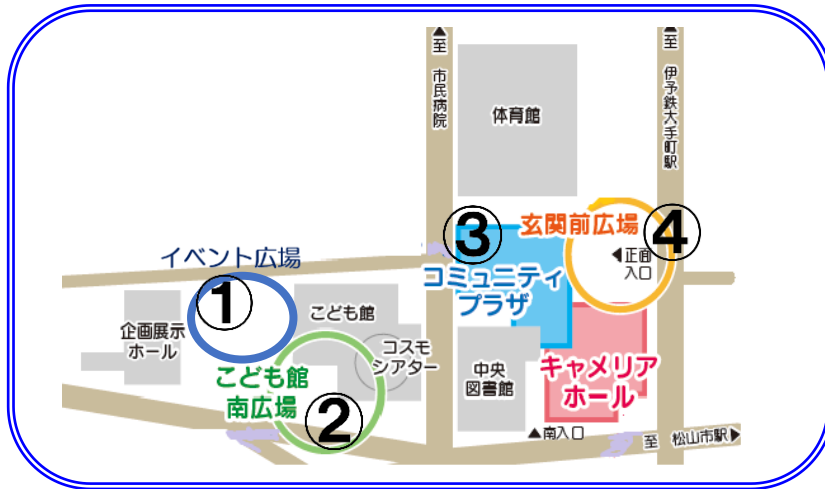 ▲至
市民病院
▲至
伊予鉄大手町駅
体育館
③
玄関前広場
④
◀正面
入口
イベント広場
①
コミュニティ
プラザ
こども館
企画展示
ホール
コスモ
シアター
中央
図書館
キャメリア
ホール
こども館
南広場
②
▲南入口
至 松山市駅▶